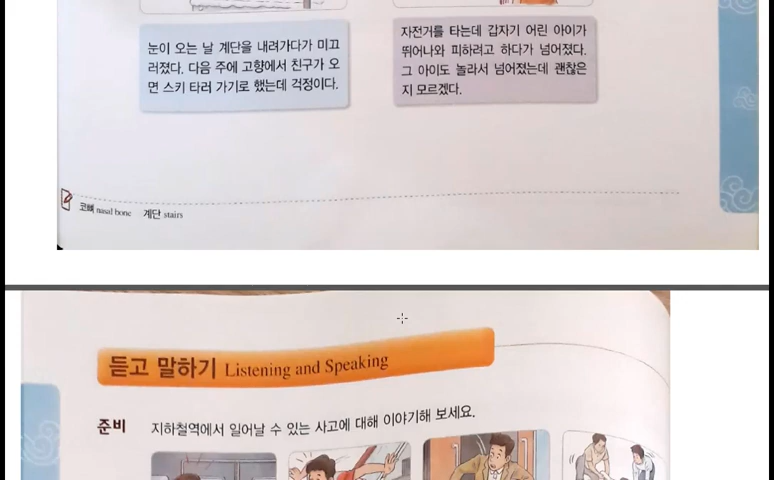 눈이 오는 날 계단을 내려가다가 미끄
러졌다. 다음 주에 고향에서 친구가 오
면 스키 타러 가기로 했는데 걱정이다.
자전거를 타는데 갑자기 어린 아이가
뛰어나와 피하려고 하다가 넘어졌다.
그 아이도 놀라서 넘어졌는데 괜찮은
지 모르겠다.
코뼈 nasal bone 계단 stairs
듣고 말하기 Listening and Speaking
준비 지하철역에서 일어날 수 있는 사고에 대해 이야기해 보세요.